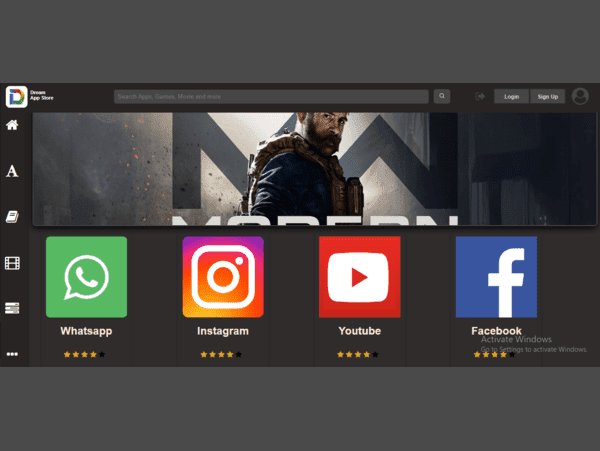 Dream
App Store
Search Apps, Games, Movie and more
Login
Sign Up
A
MODERN
Whatsapp
Instagram
Youtube
Facebook
Activate Windows
Go to Settings to activate Windows.